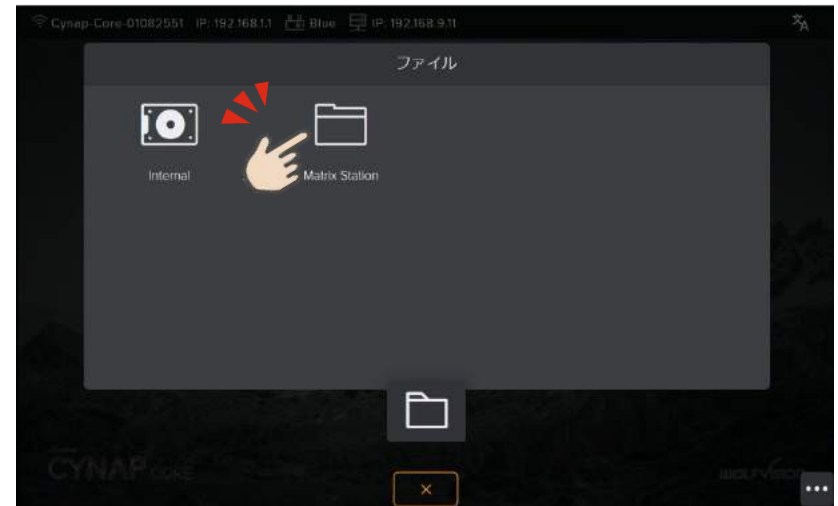 Cynap-Core-01082551 IP: 192.168.1.1 Blue IP: 192.168.9.11
ファイル
Internal
Matrix Station
CYNAP CORE
WOLFVISION